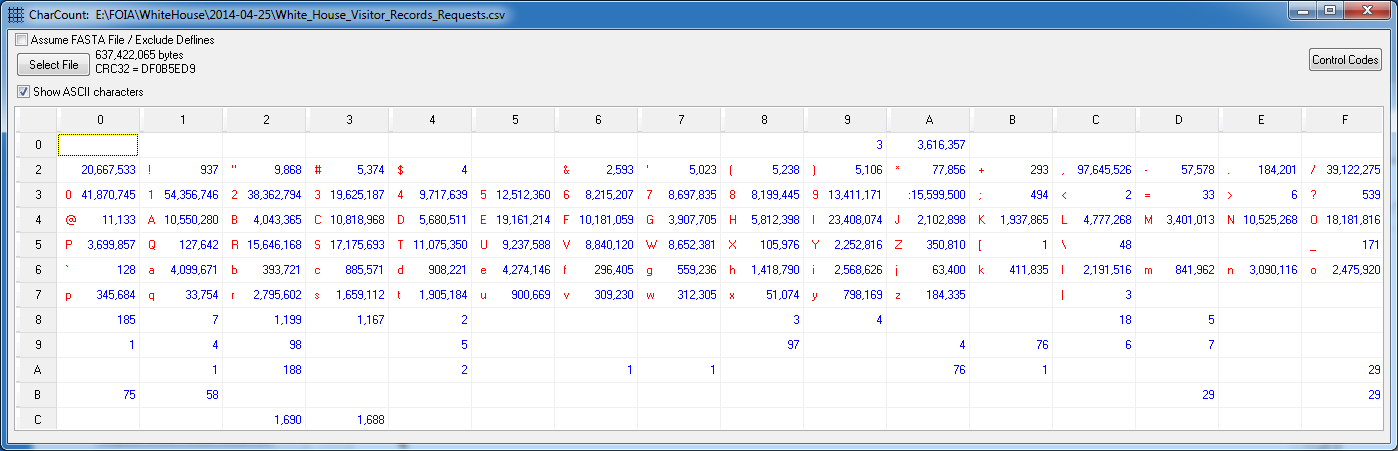 CharCount: E:\FOIA\WhiteHouse\2014-04-25\White_House_Visitor_Records_Requests.csv
Assume FASTA File / Exclude Deflines
Select File
637,422,065 bytes
CRC32 = DF0B5ED9
Control Codes
Show ASCII characters
0 1 2 3 4 5 6 7 8 9 A B C D E F
0 3 3,616,357
2 20,667,533 ! 937 " 9,868 # 5,374 $ 4 & 2,593 ' 5,023 ( 5,238 ) 5,106 * 77,856 + 293 , 97,645,526 - 57,578 . 184,201 / 39,122,275
3 0 41,870,745 1 54,356,746 2 38,362,794 3 19,625,187 4 9,717,639 5 12,512,360 6 8,215,207 7 8,697,835 8 8,199,445 9 13,411,171 :15,599,500 ; 494 < 2 = 33 > 6 ? 539
4 @ 11,133 A 10,550,280 B 4,043,365 C 10,818,968 D 5,680,511 E 19,161,214 F 10,181,059 G 3,907,705 H 5,812,398 I 23,408,074 J 2,102,898 K 1,937,865 L 4,777,268 M 3,401,013 N 10,525,268 O 18,181,816
5 P 3,699,857 Q 127,642 R 15,646,168 S 17,175,693 T 11,075,350 U 9,237,588 V 8,840,120 W 8,652,381 X 105,976 Y 2,252,816 Z 350,810 [ 1 \ 48 _ 171
6 ` 128 a 4,099,671 b 393,721 c 885,571 d 908,221 e 4,274,146 f 296,405 g 559,236 h 1,418,790 i 2,568,626 j 63,400 k 411,835 l 2,191,516 m 841,962 n 3,090,116 o 2,475,920
7 p 345,684 q 33,754 r 2,795,602 s 1,659,112 t 1,905,184 u 900,669 v 309,230 w 312,305 x 51,074 y 798,169 z 184,335 | 3
8 185 7 1,199 1,167 2 3 4 18 5
9 1 4 98 5 97 4 76 6 7
A 1 188 2 1 1 76 1 29
B 75 58 29 29
C 1,690 1,688